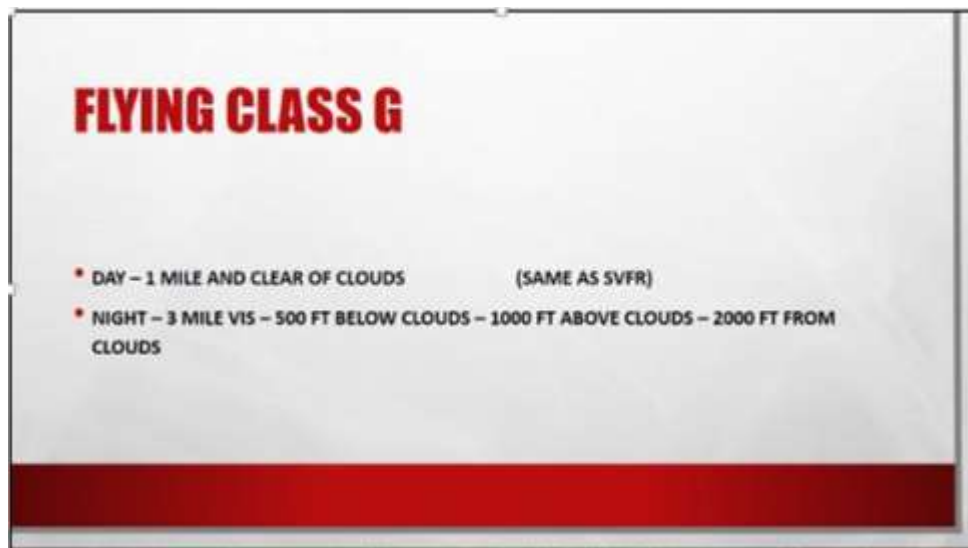 FLYING CLASS G
DAY – 1 MILE AND CLEAR OF CLOUDS (SAME AS SVFR)
NIGHT – 3 MILE VIS – 500 FT BELOW CLOUDS – 1000 FT ABOVE CLOUDS – 2000 FT FROM
CLOUDS